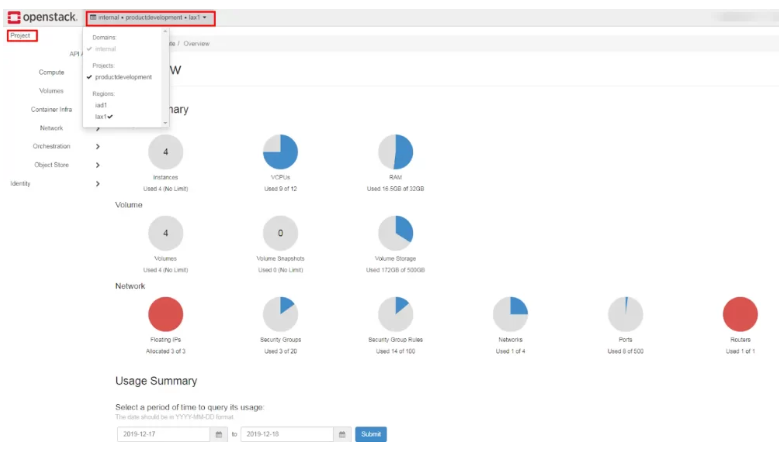 openstack.
internal • productdevelopment • lax1
Project
Domains:
internal
/ Overview
API A
Projects:
Compute
productdevelopment
Volumes
Regions:
Container Infra
iad1
mary
lax1
Network
Orchestration
4
Instances
VCPUs
RAM
Object Store
Used 4 (No Limit)
Used 9 of 12
Used 18.5GB of 32GB
Identity
Volume
4
0
Volumes
Volume Snapshots
Volume Storage
Used 4 (No Limit)
Used 0 (No Limit)
Used 172GB of 500GB
Network
Floating IPs
Security Groups
Security Group Rules
Networks
Ports
Routers
Allocated 3 of 3
Used 3 of 20
Used 14 of 100
Used 1 of 4
Used 8 of 500
Used 1 of 1
Usage Summary
Select a period of time to query its usage:
The date should be in YYYY-MM-DD format.
2019-12-17
to
2019-12-18
Submit